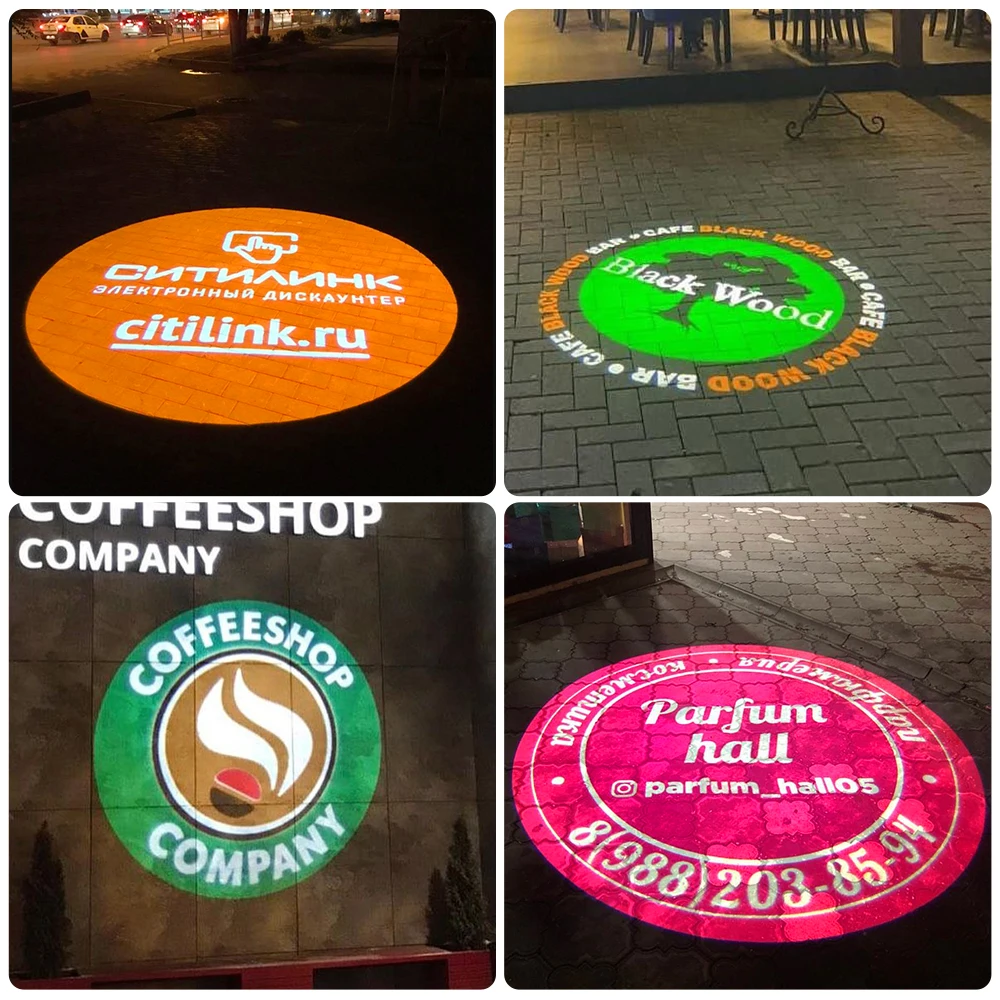 СИТИЛИНК
ЭЛЕКТРОННЫЙ ДИСКАУНТЕР
citilink.ru
BAR • CAFE BLACK WOOD BAR • CAFE BLACK WOOD BAR • CAFE BLACK WOOD
Black Wood
COFFEESHOP
COMPANY
COFFEESHOP
COMPANY
Косметика • Парфюмерия
Parfum
hall
parfum_hall05
8(988)203-85-94